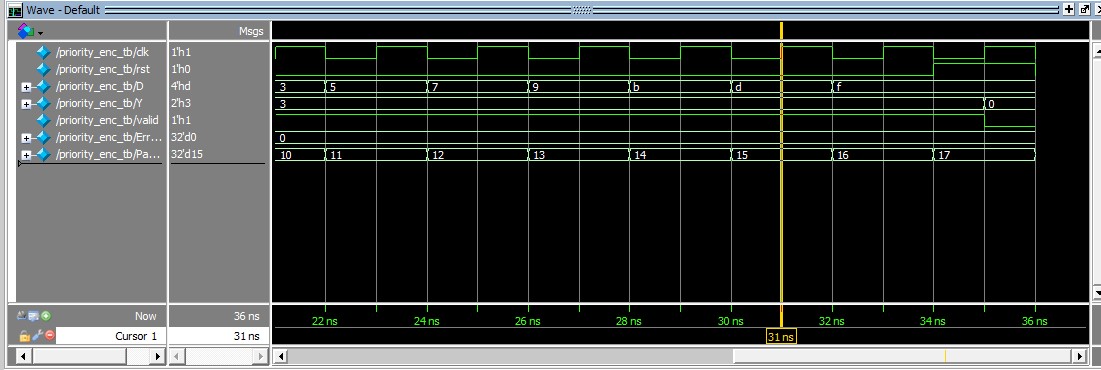 Wave - Default
Msgs
/priority_enc_tb/clk 1'h1
/priority_enc_tb/rst 1'h0
/priority_enc_tb/D 4'hd 3 5 7 9 b d f
/priority_enc_tb/Y 2'h3 3 0
/priority_enc_tb/valid 1'h1
/priority_enc_tb/Err... 32'd0 0
/priority_enc_tb/Pa... 32'd15 10 11 12 13 14 15 16 17
Now 36 ns 22 ns 24 ns 26 ns 28 ns 30 ns 32 ns 34 ns 36 ns
Cursor 1 31 ns 31 ns